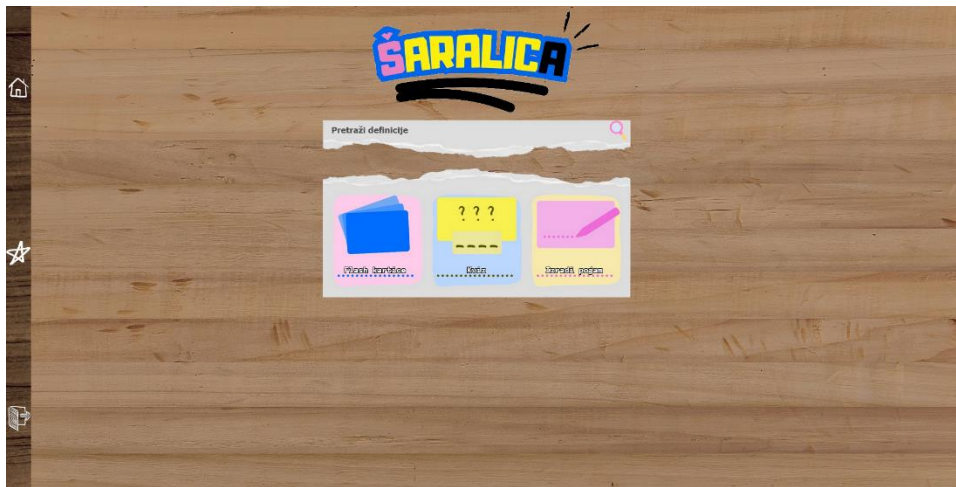 ŠARALICA
Pretraži definicije
? ? ?
Flash kartice
Kviz
Izradi pojam